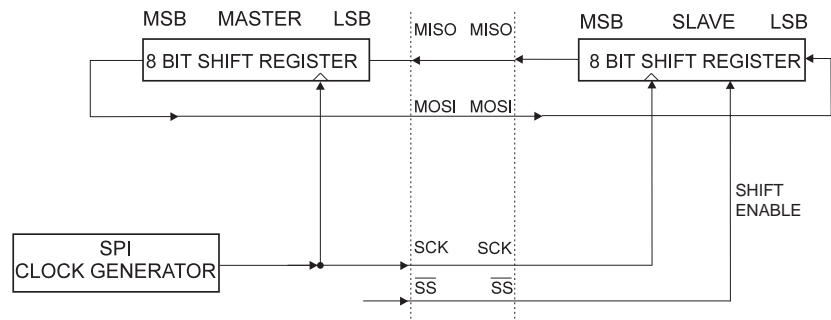 MSB MASTER LSB
MSB SLAVE LSB
MISO MISO
8 BIT SHIFT REGISTER
8 BIT SHIFT REGISTER
MOSI MOSI
SHIFT
ENABLE
SPI
CLOCK GENERATOR
SCK SCK
SS SS